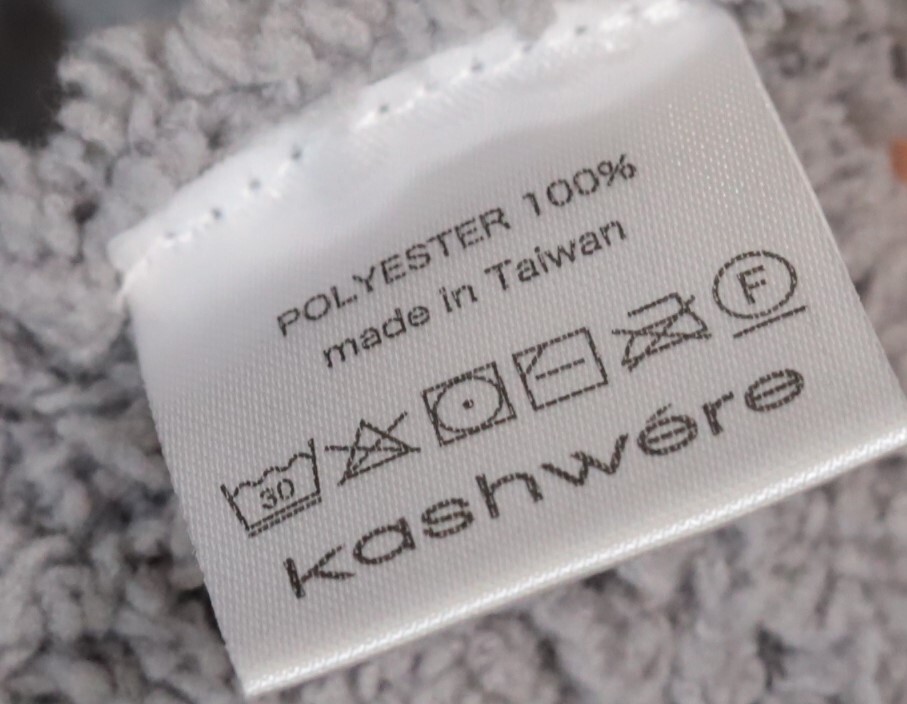 POLYESTER 100%
made in Taiwan
30 F
kashwére